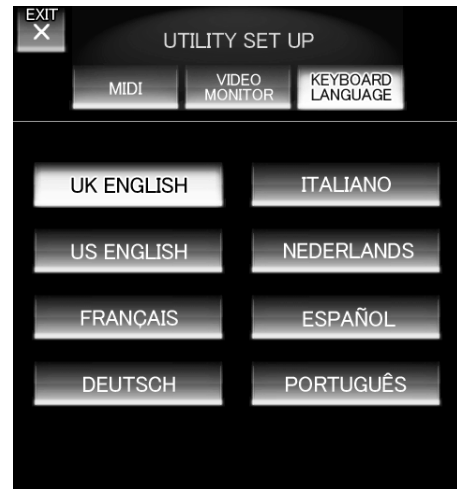 EXIT
×
UTILITY SET UP
MIDI
VIDEO
MONITOR
KEYBOARD
LANGUAGE
UK ENGLISH
ITALIANO
US ENGLISH
NEDERLANDS
FRANÇAIS
ESPAÑOL
DEUTSCH
PORTUGUÊS